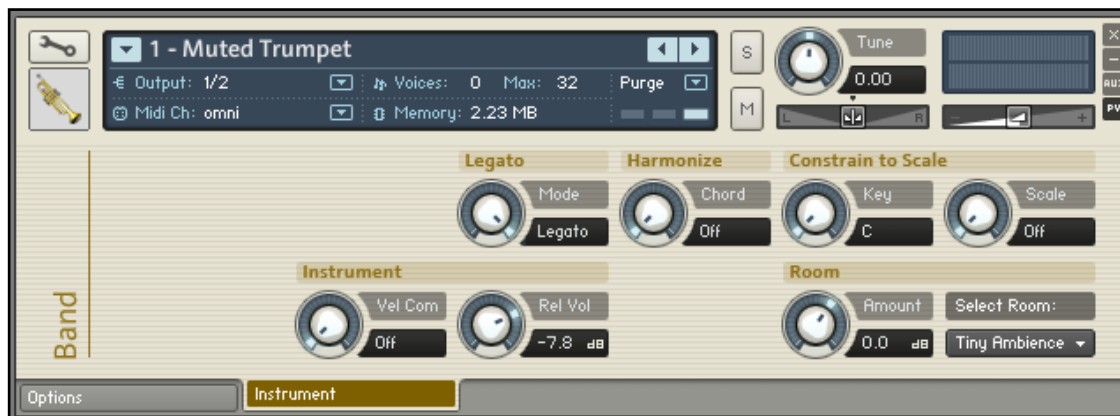 1 - Muted Trumpet
Output: 1/2 Voices: 0 Max: 32 Purge
Midi Ch: omni Memory: 2.23 MB
S
M
Tune
0.00
L R
- +
×
-
AUX
PV
Legato Harmonize Constrain to Scale
Mode Chord Key Scale
Legato Off C Off
Instrument Room
Vel Com Rel Vol Amount Select Room:
Off -7.8 dB 0.0 dB Tiny Ambience
Band
Options Instrument